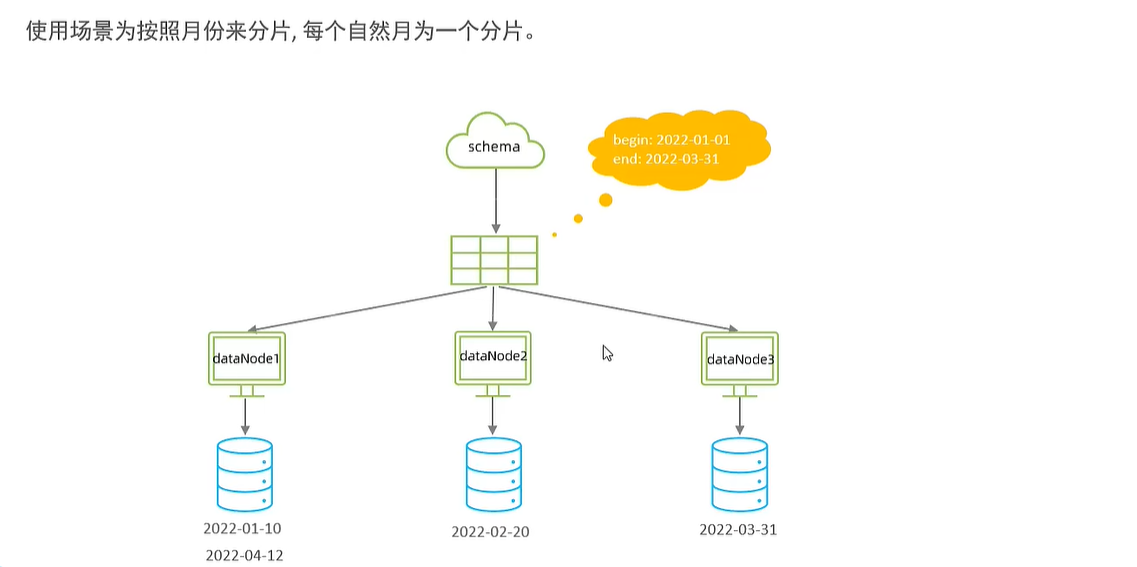 使用场景为按照月份来分片, 每个自然月为一个分片。
schema
begin: 2022-01-01
end: 2022-03-31
dataNode1
dataNode2
dataNode3
2022-01-10
2022-02-20
2022-03-31
2022-04-12